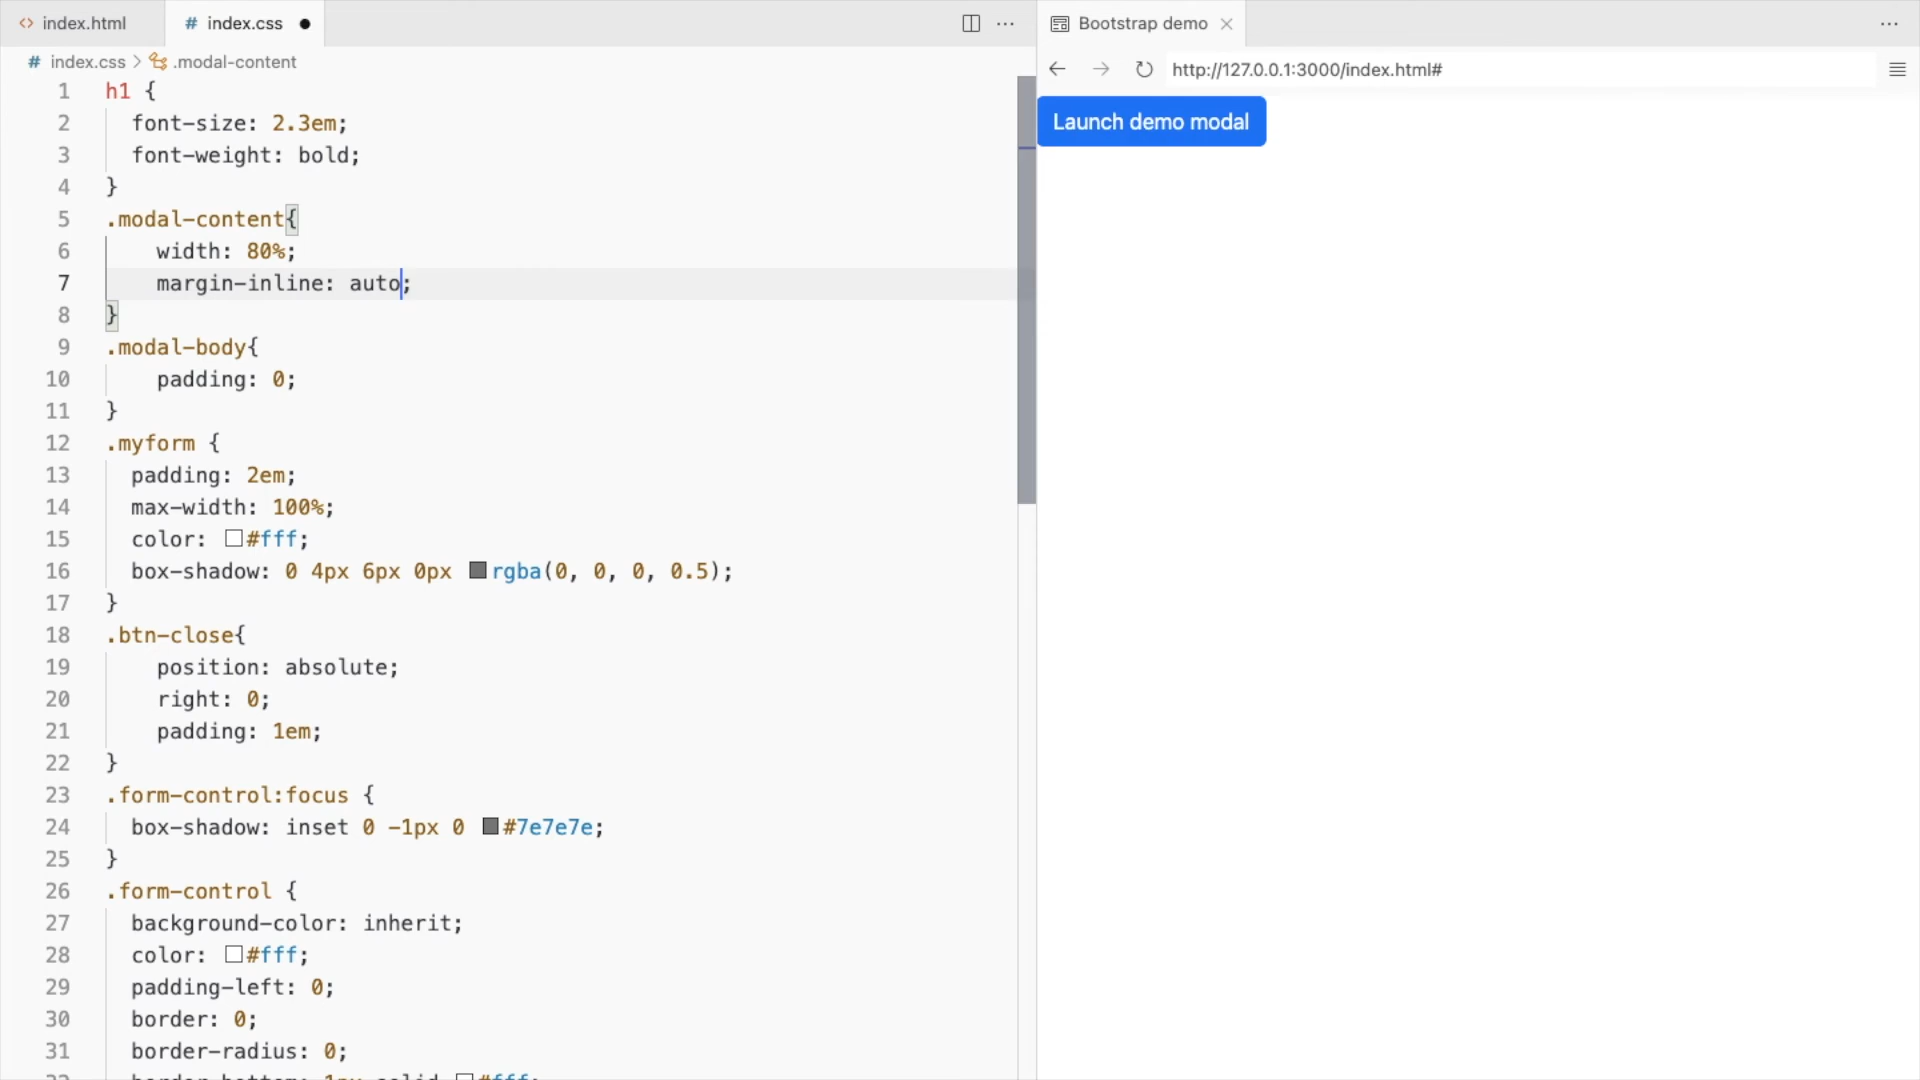 index.html
index.css
index.css > .modal-content
1 h1 {
2 font-size: 2.3em;
3 font-weight: bold;
4 }
5 .modal-content{
6 width: 80%;
7 margin-inline: auto;
8 }
9 .modal-body{
10 padding: 0;
11 }
12 .myform {
13 padding: 2em;
14 max-width: 100%;
15 color: #fff;
16 box-shadow: 0 4px 6px 0px rgba(0, 0, 0, 0.5);
17 }
18 .btn-close{
19 position: absolute;
20 right: 0;
21 padding: 1em;
22 }
23 .form-control:focus {
24 box-shadow: inset 0 -1px 0 #7e7e7e;
25 }
26 .form-control {
27 background-color: inherit;
28 color: #fff;
29 padding-left: 0;
30 border: 0;
31 border-radius: 0;
32 border-bottom: 1px solid #fff;
Bootstrap demo
http://127.0.0.1:3000/index.html#
Launch demo modal